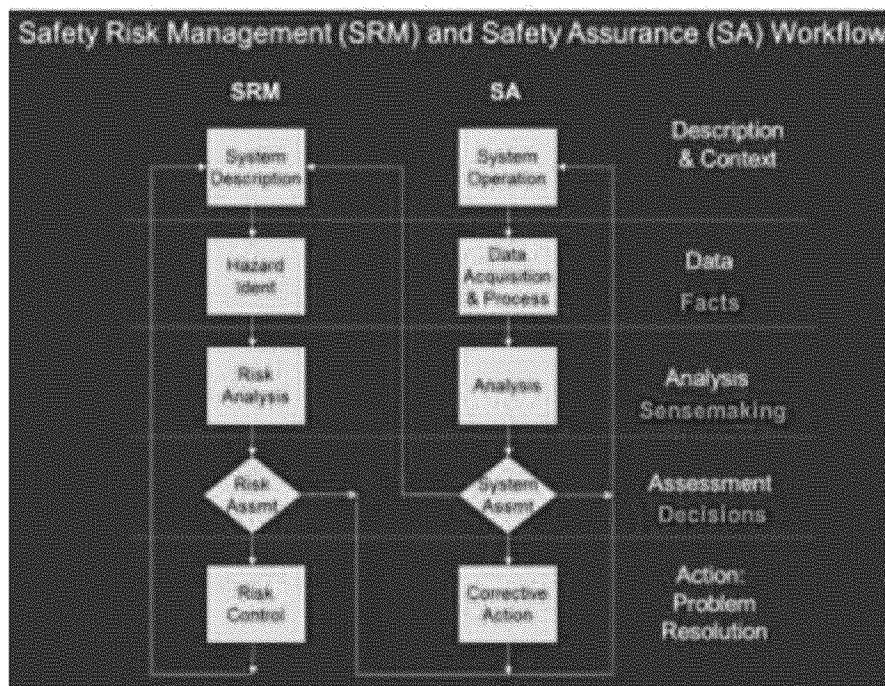 Safety Risk Management (SRM) and Safety Assurance (SA) Workflow
SRM
SA
System
Description
System
Operation
Description
& Context
Hazard
Ident
Data
Acquisition
& Process
Data
Facts
Risk
Analysis
Analysis
Analysis
Sensemaking
Risk
Assmt
System
Assmt
Assessment
Decisions
Risk
Control
Corrective
Action
Action:
Problem
Resolution